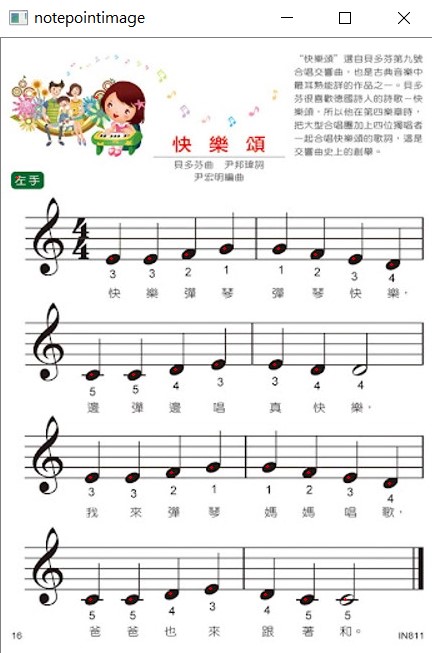 notepointimage
"快樂頌"選自貝多芬第九號
合唱交響曲，也是古典音樂中
最耳熟能詳的作品之一。貝多
芬很喜歡德國詩人的詩歌－快
樂頌，所以他在第四樂章時，
把大型合唱團加上四位獨唱者
一起合唱快樂頌的歌詞，這是
交響曲史上的創舉。
快樂頌
貝多芬曲 尹邦瑋詞
尹宏明編曲
左手
4
4
3 3 2 1 1 2 3 4
快 樂 彈 琴 彈 琴 快 樂，
5 5 4 3 3 4 4
邊 彈 邊 唱 真 快 樂，
3 3 2 1 1 2 3 4
我 來 彈 琴 媽 媽 唱 歌，
5 5 4 3 4 5 5
爸 爸 也 來 跟 著 和。
16 IN811